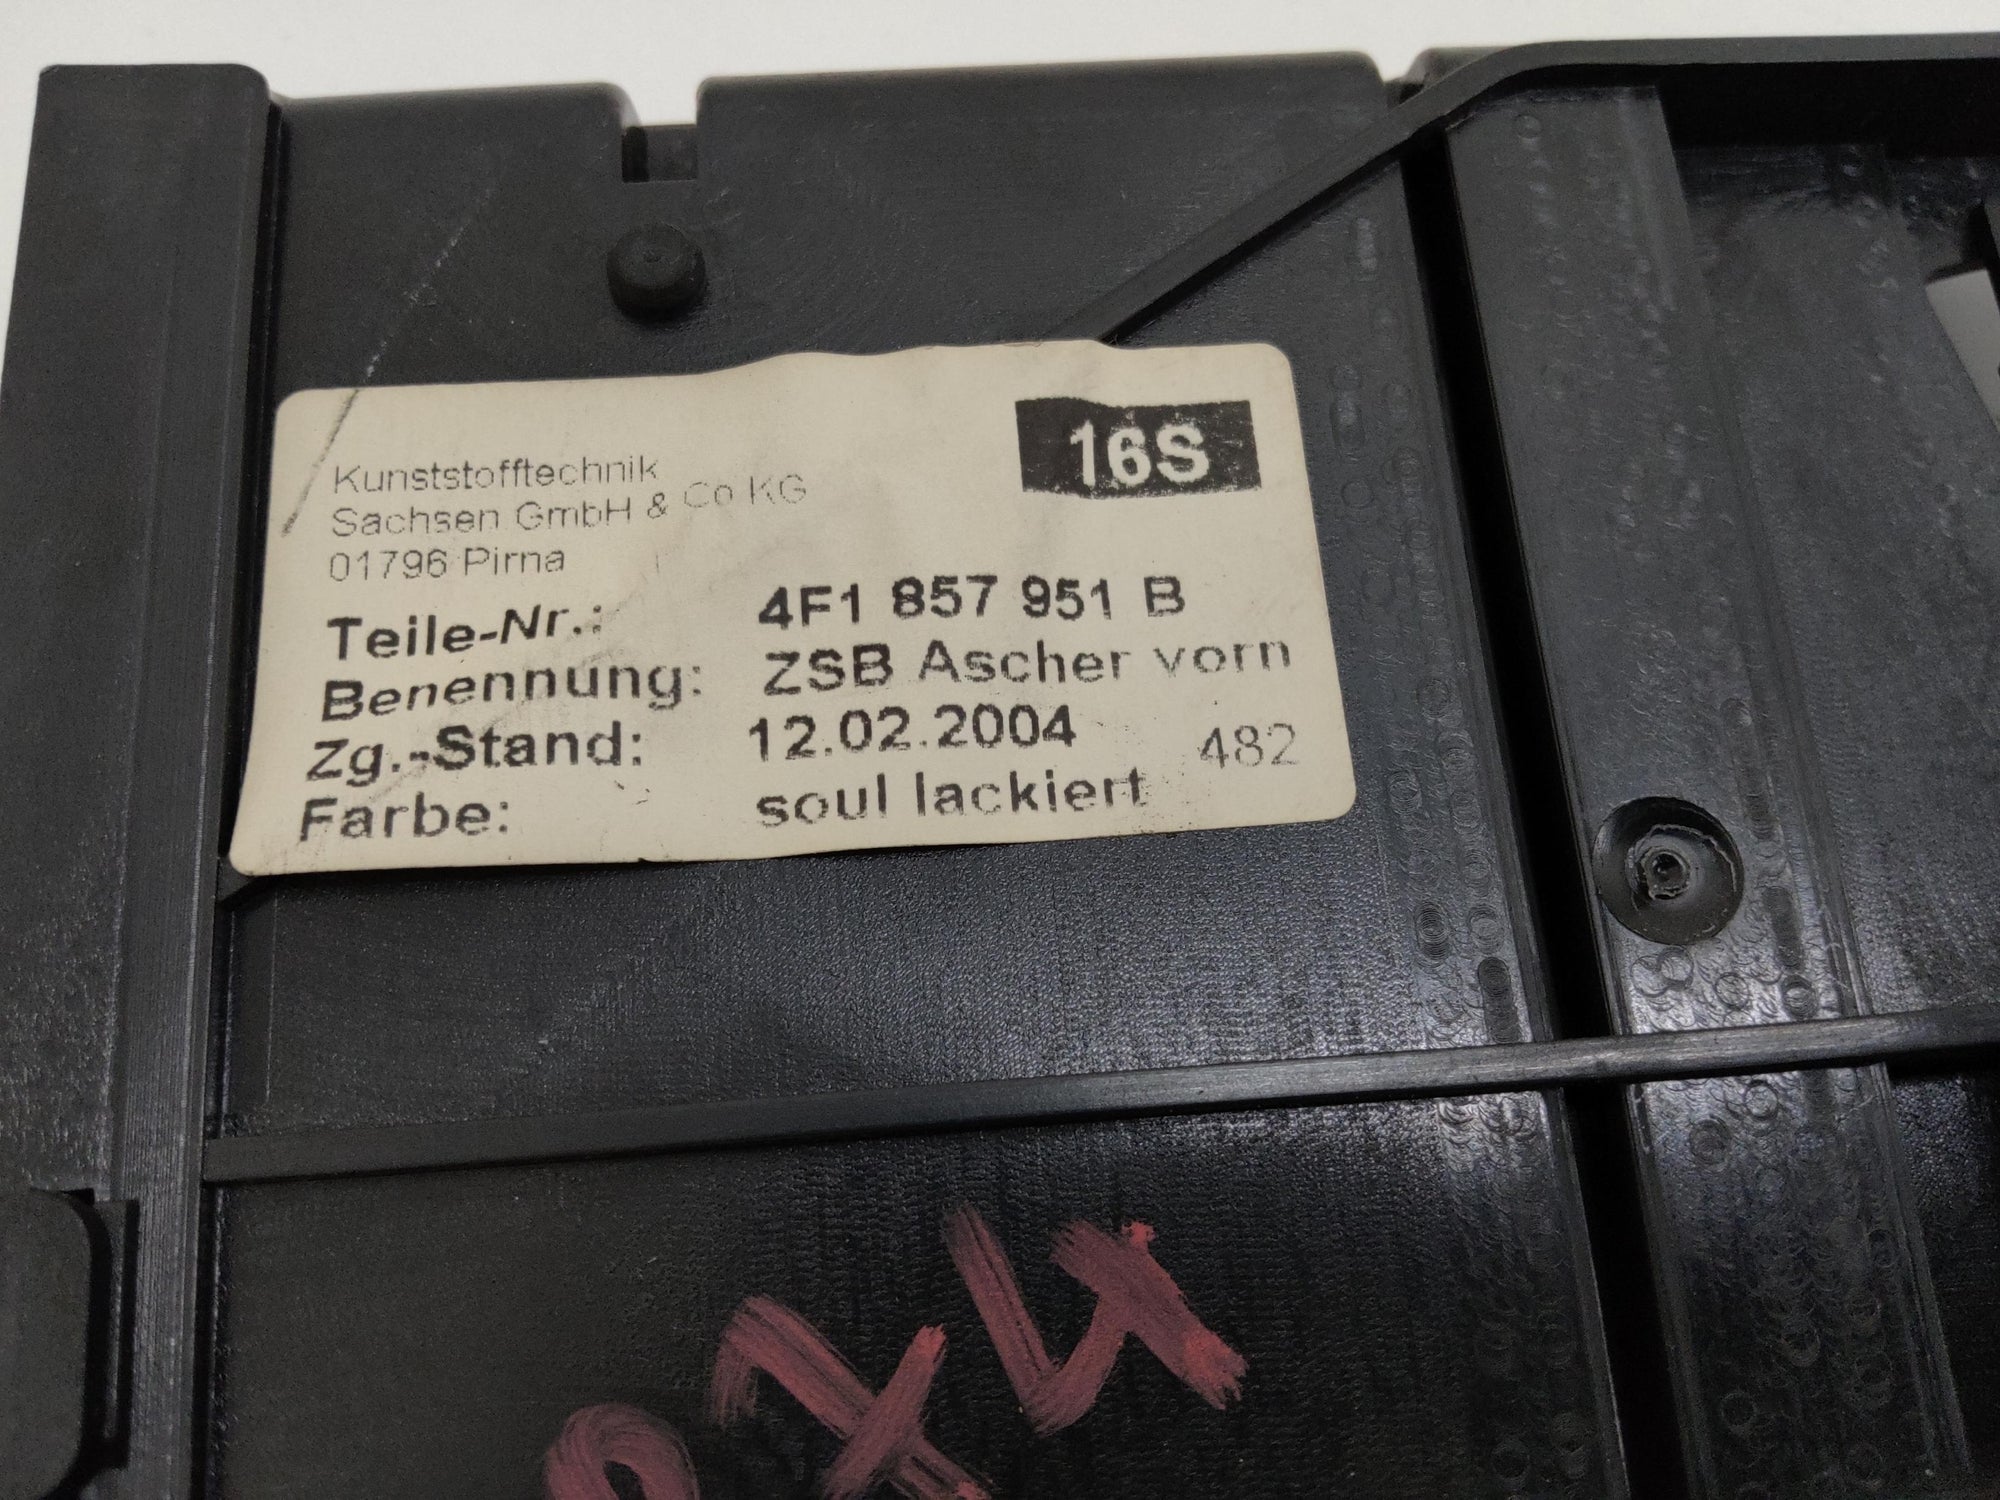 Kunststofftechnik
Sachsen GmbH & Co KG
01796 Pirna
16S
Teile-Nr.: 4F1 857 951 B
Benennung: ZSB Ascher vorn
Zg.-Stand: 12.02.2004
482
Farbe: soul lackiert